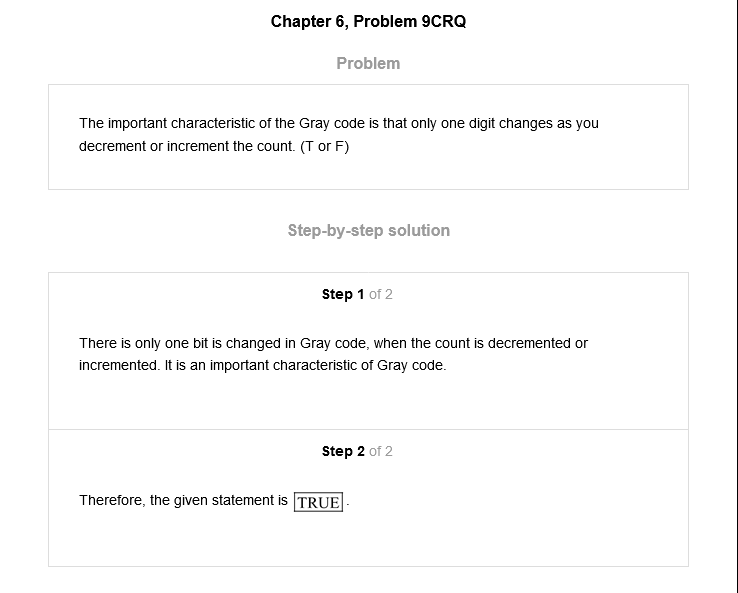 Chapter 6, Problem 9CRQ
Problem
The important characteristic of the Gray code is that only one digit changes as you
decrement or increment the count. (T or F)
Step-by-step solution
Step 1 of 2
There is only one bit is changed in Gray code, when the count is decremented or
incremented. It is an important characteristic of Gray code.
Step 2 of 2
Therefore, the given statement is TRUE.